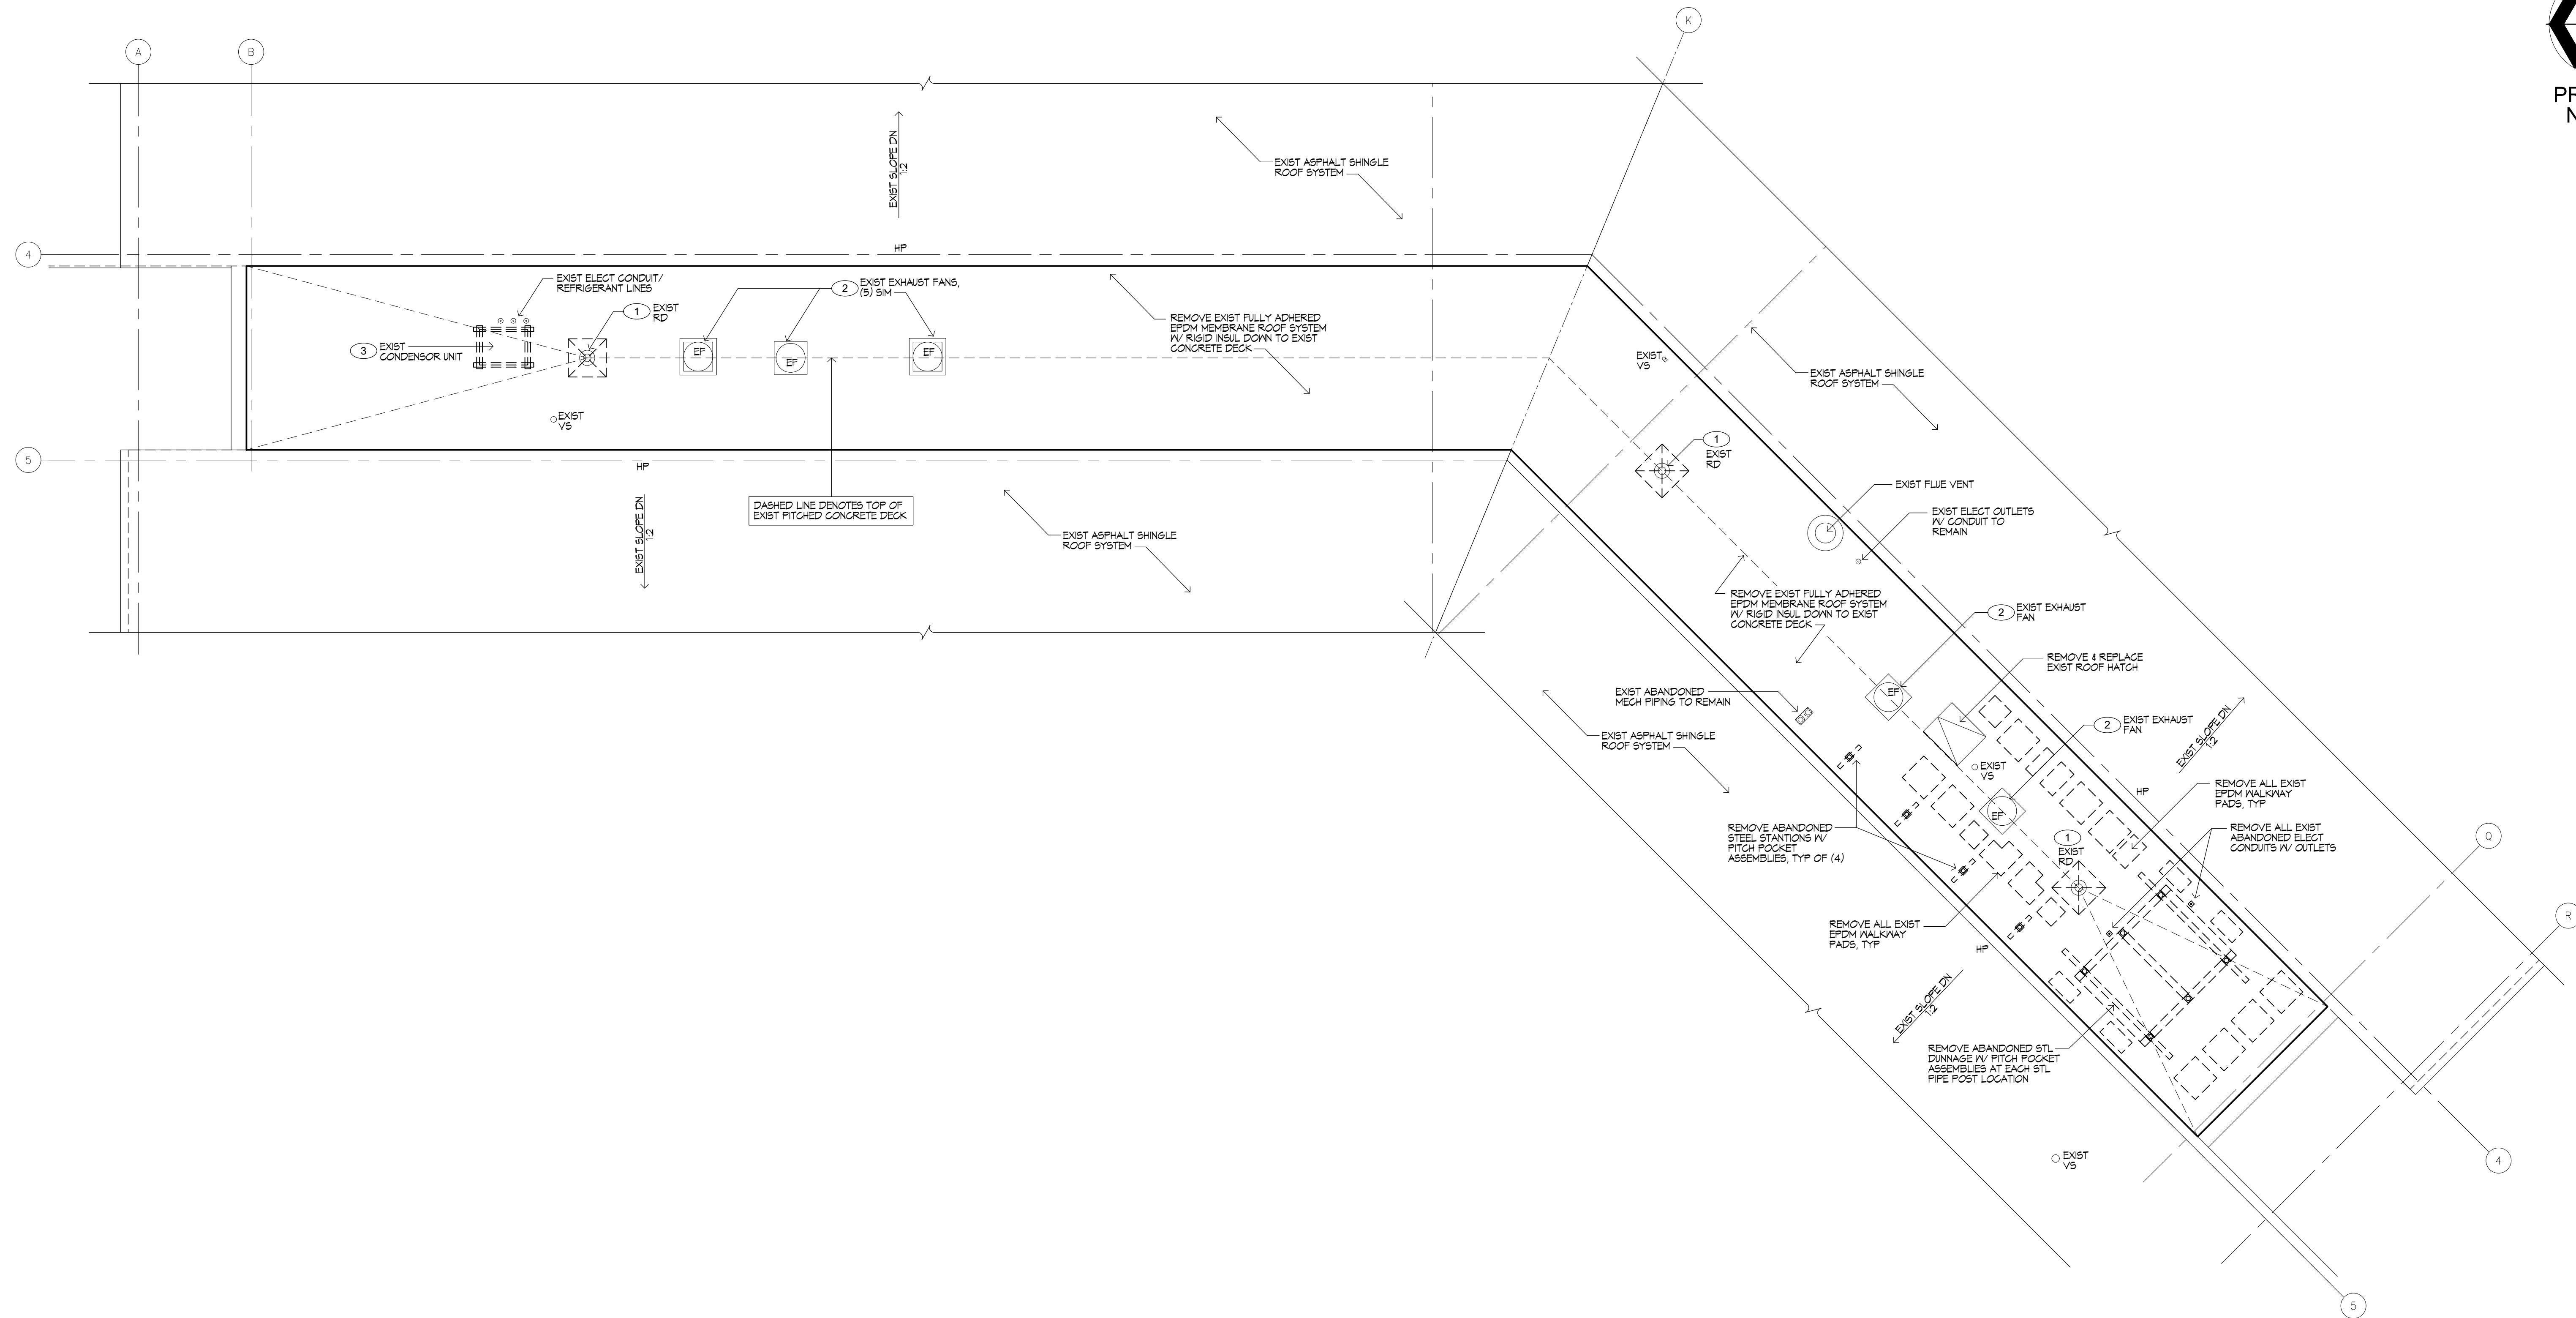 K
A
B
PR
N
EXIST SLOPE DN
1:2
EXIST ASPHALT SHINGLE
ROOF SYSTEM
4
HP
EXIST ELECT CONDUIT/
REFRIGERANT LINES
2
EXIST EXHAUST FANS,
(5) SIM
1
EXIST
RD
REMOVE EXIST FULLY ADHERED
EPDM MEMBRANE ROOF SYSTEM
W/ RIGID INSUL DOWN TO EXIST
CONCRETE DECK
3
EXIST
CONDENSOR UNIT
EF
EF
EF
EXIST
VS
EXIST ASPHALT SHINGLE
ROOF SYSTEM
EXIST
VS
1
EXIST
RD
5
HP
EXIST SLOPE DN
1:2
DASHED LINE DENOTES TOP OF
EXIST PITCHED CONCRETE DECK
EXIST ASPHALT SHINGLE
ROOF SYSTEM
EXIST FLUE VENT
EXIST ELECT OUTLETS
W/ CONDUIT TO
REMAIN
REMOVE EXIST FULLY ADHERED
EPDM MEMBRANE ROOF SYSTEM
W/ RIGID INSUL DOWN TO EXIST
CONCRETE DECK
2
EXIST EXHAUST
FAN
REMOVE & REPLACE
EXIST ROOF HATCH
EXIST ABANDONED
MECH PIPING TO REMAIN
EF
2
EXIST EXHAUST
FAN
EXIST SLOPE DN
1:2
EXIST ASPHALT SHINGLE
ROOF SYSTEM
EXIST
VS
HP
REMOVE ALL EXIST
EPDM WALKWAY
PADS, TYP
EF
REMOVE ABANDONED
STEEL STANTIONS W/
PITCH POCKET
ASSEMBLIES, TYP OF (4)
REMOVE ALL EXIST
ABANDONED ELECT
CONDUITS W/ OUTLETS
1
EXIST
RD
Q
R
REMOVE ALL EXIST
EPDM WALKWAY
PADS, TYP
HP
EXIST SLOPE DN
1:2
REMOVE ABANDONED STL
DUNNAGE W/ PITCH POCKET
ASSEMBLIES AT EACH STL
PIPE POST LOCATION
EXIST
VS
4
5